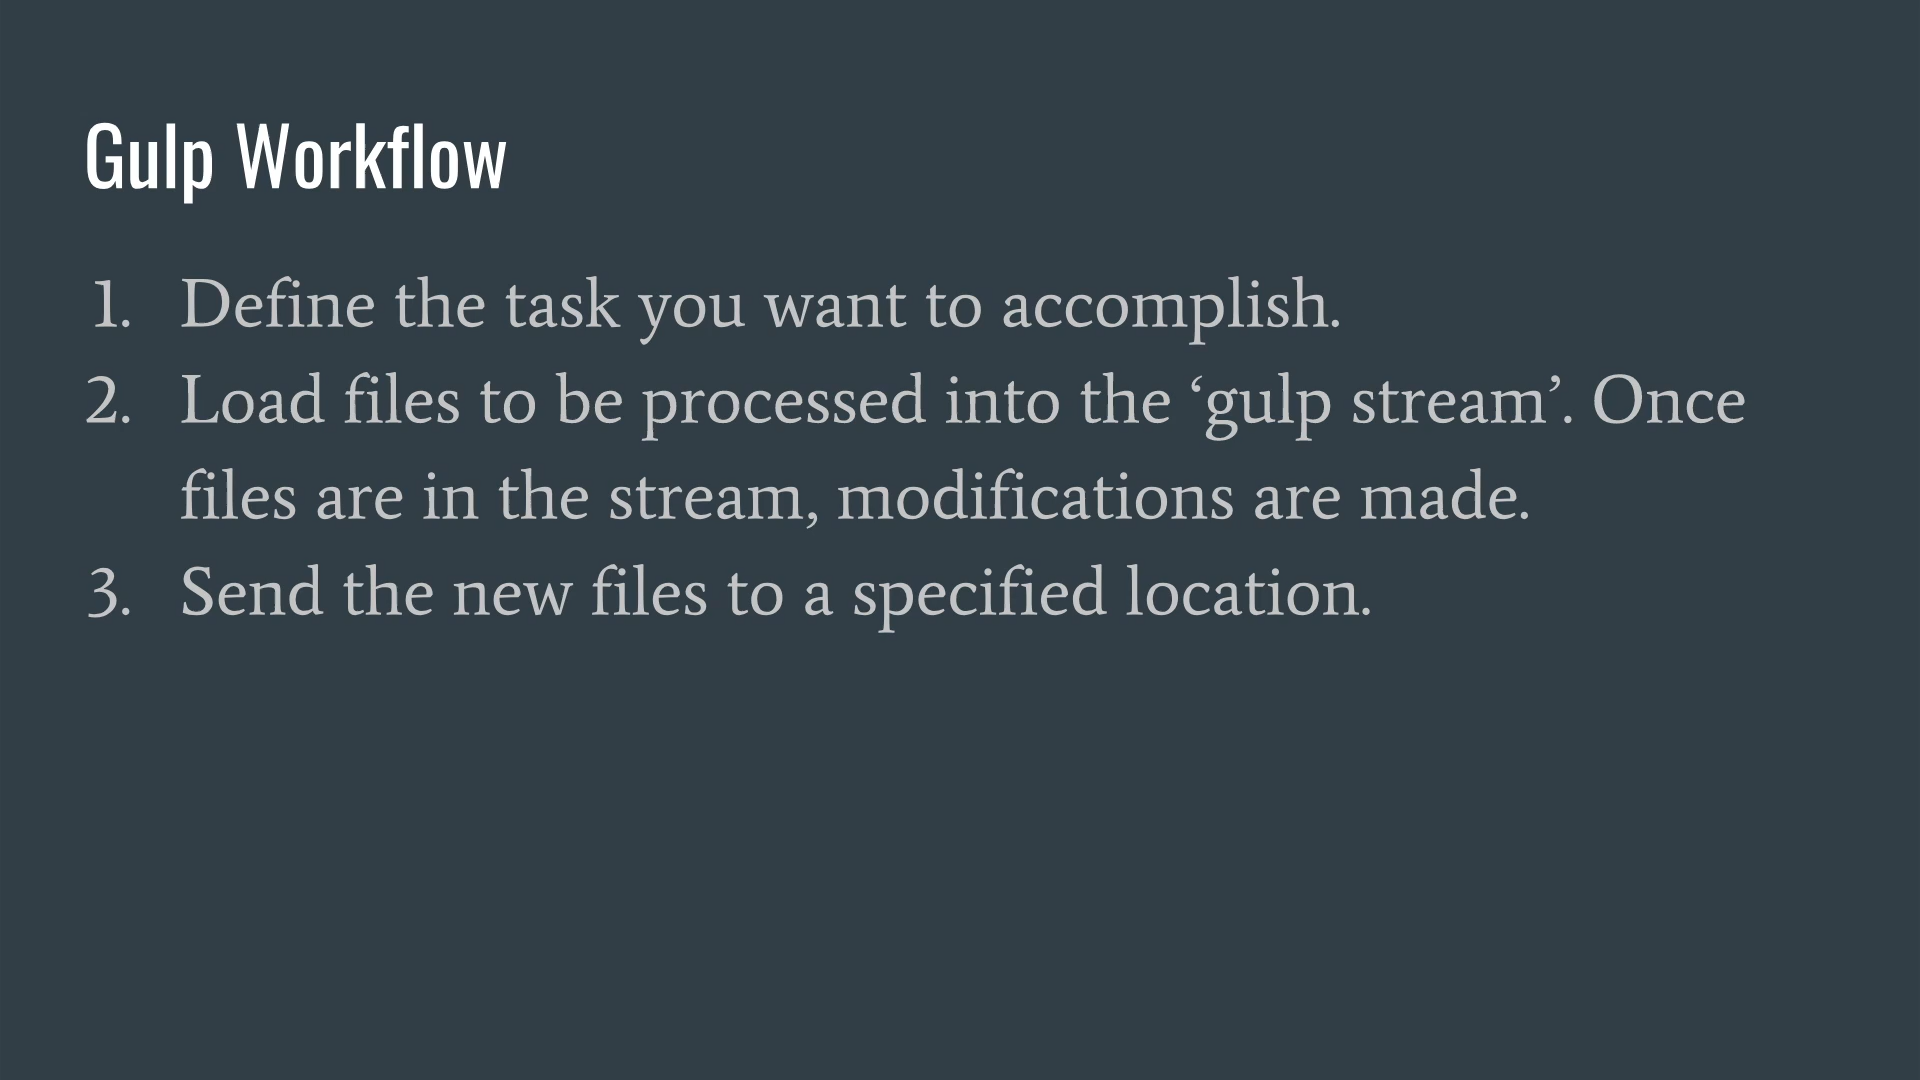 Gulp Workflow
1. Define the task you want to accomplish.
2. Load files to be processed into the ‘gulp stream’. Once
files are in the stream, modifications are made.
3. Send the new files to a specified location.